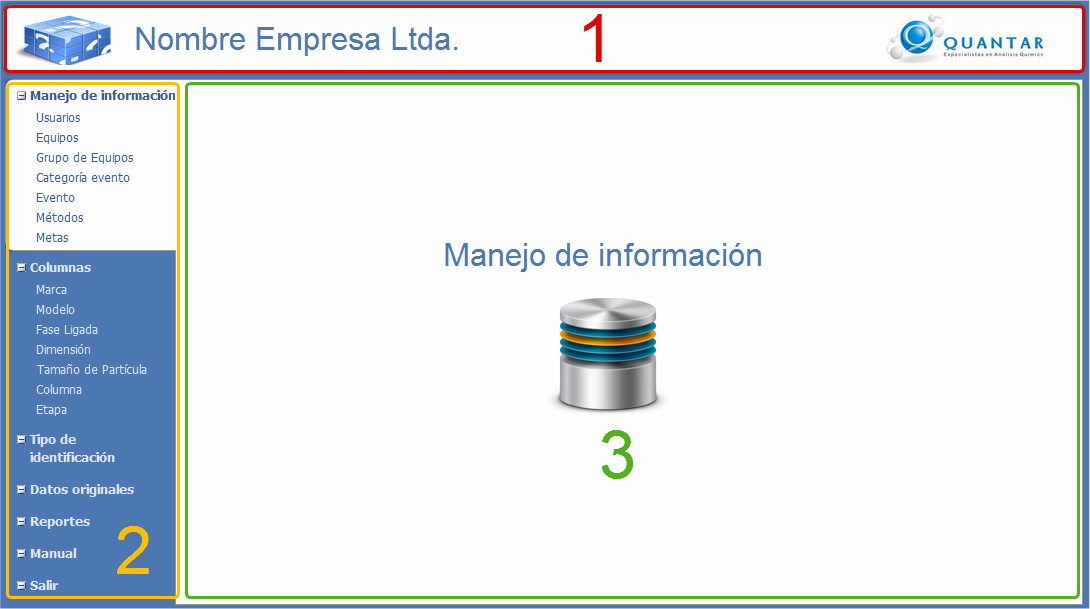 Nombre Empresa Ltda.
1
QUANTAR
Especialistas en Análisis Químico
Manejo de información
Usuarios
Equipos
Grupo de Equipos
Categoría evento
Evento
Métodos
Metas
Columnas
Marca
Modelo
Fase Ligada
Dimensión
Tamaño de Partícula
Columna
Etapa
Tipo de
identificación
Datos originales
Reportes
Manual
Salir
2
Manejo de información
3